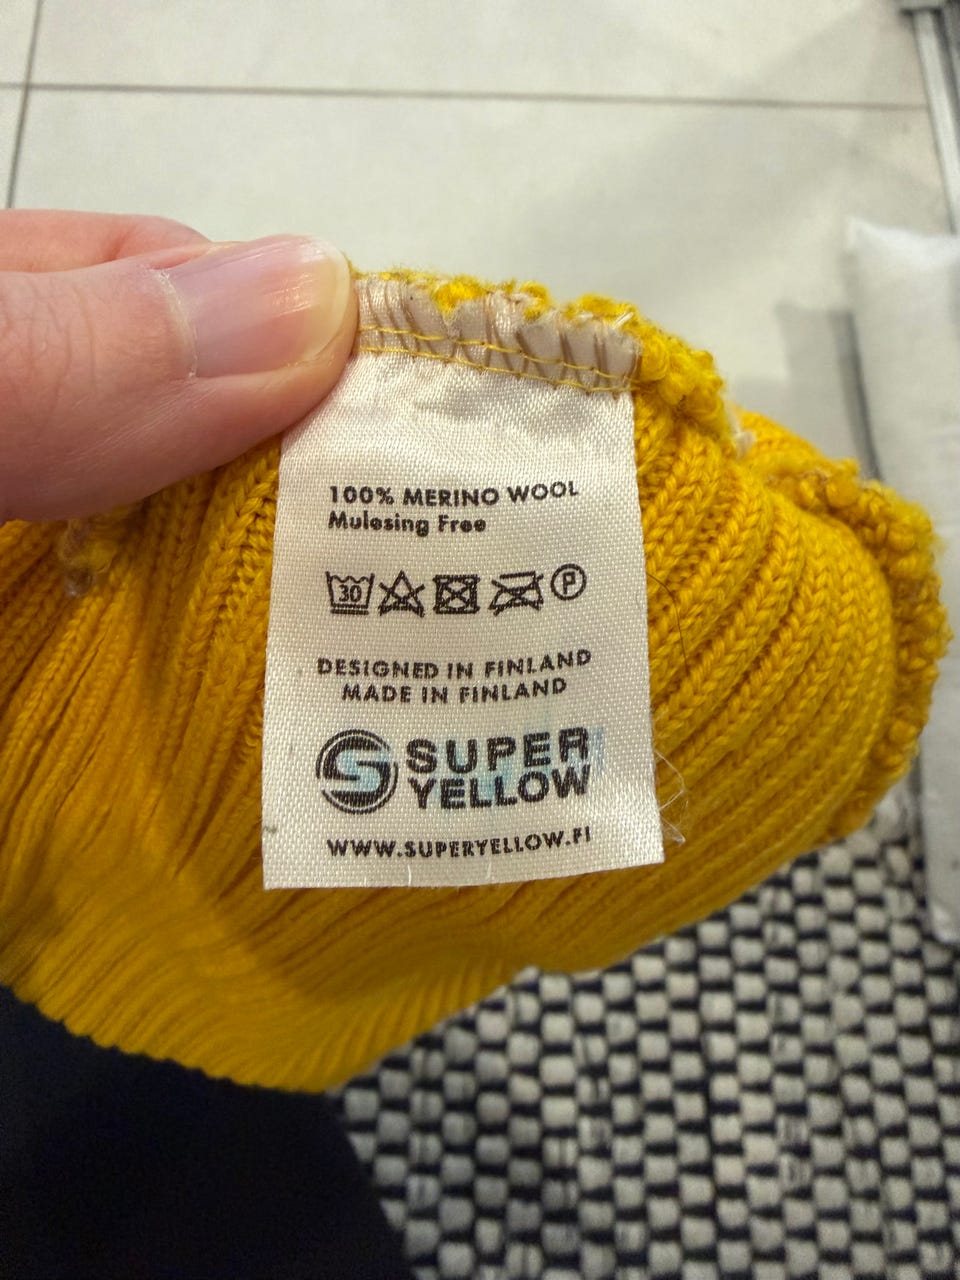 100% MERINO WOOL
Mulesing Free
30 P
DESIGNED IN FINLAND
MADE IN FINLAND
SUPER
YELLOW
WWW.SUPERYELLOW.FI